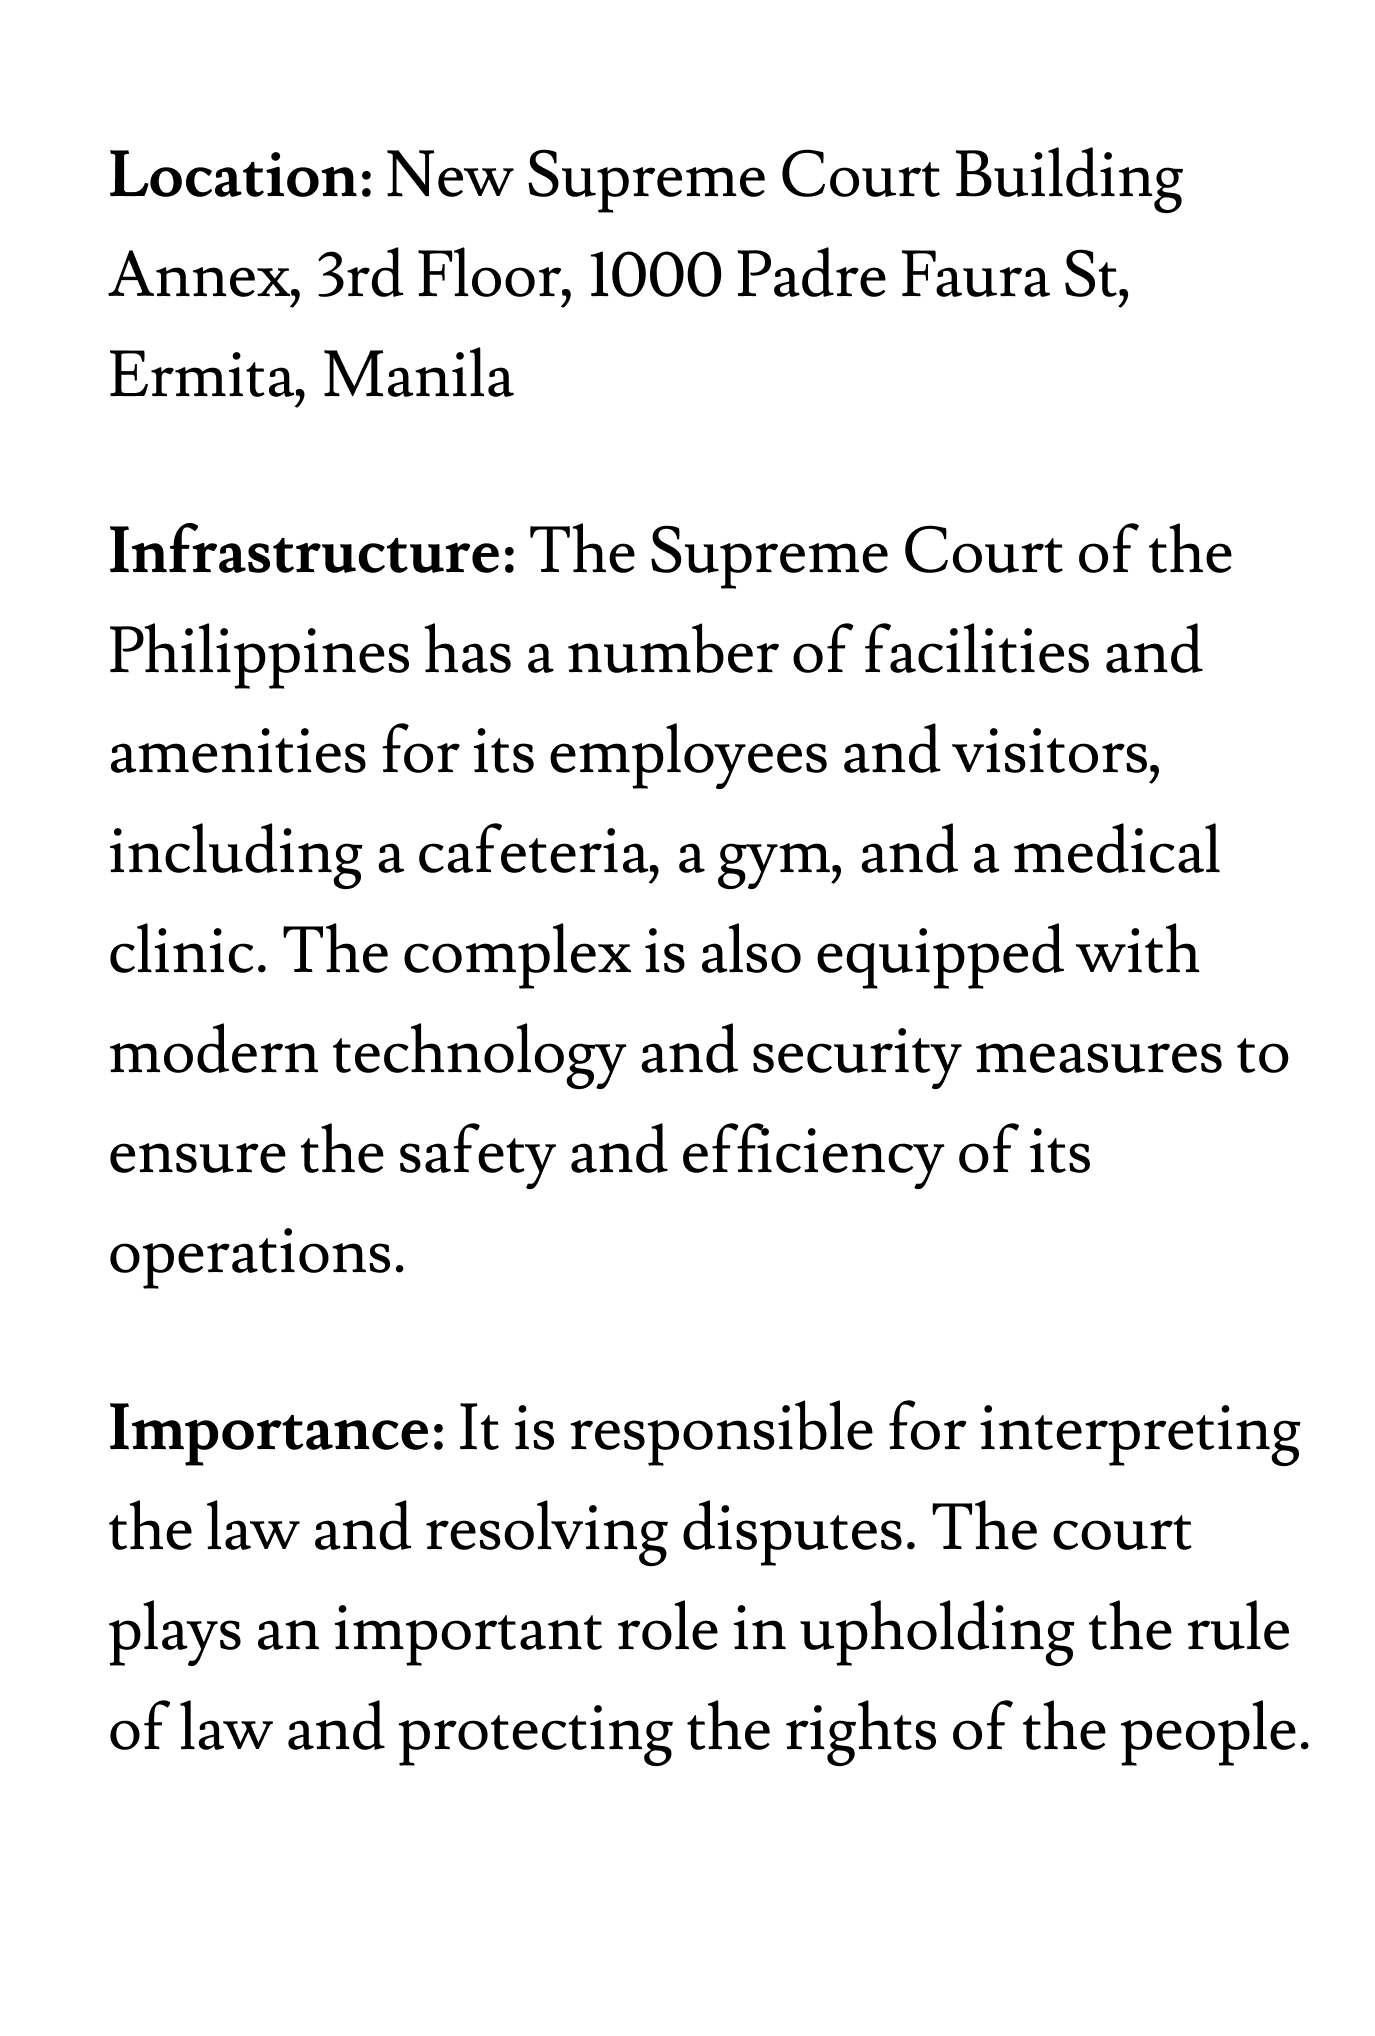 Location: New Supreme Court Building
Annex, 3rd Floor, 1000 Padre Faura St,
Ermita, Manila
Infrastructure: The Supreme Court of the
Philippines has a number of facilities and
amenities for its employees and visitors,
including a cafeteria, a gym, and a medical
clinic. The complex is also equipped with
modern technology and security measures to
ensure the safety and efficiency of its
operations.
Importance: It is responsible for interpreting
the law and resolving disputes. The court
plays an important role in upholding the rule
of law and protecting the rights of the people.